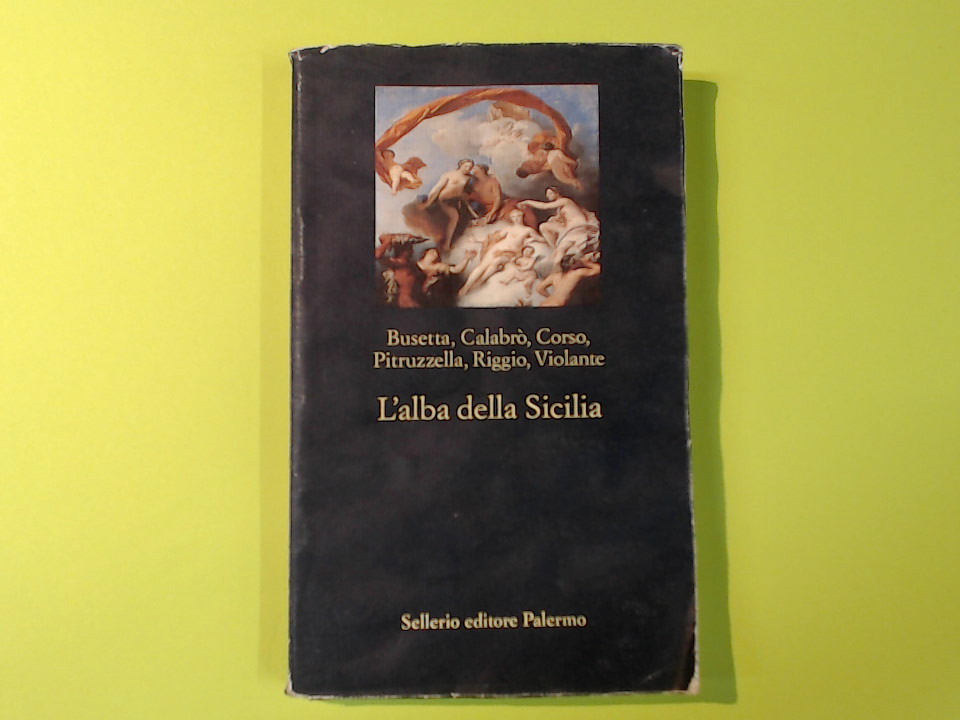 Busetta, Calabrò, Corso,
Pitruzzella, Riggio, Violante
L'alba della Sicilia
Sellerio editore Palermo